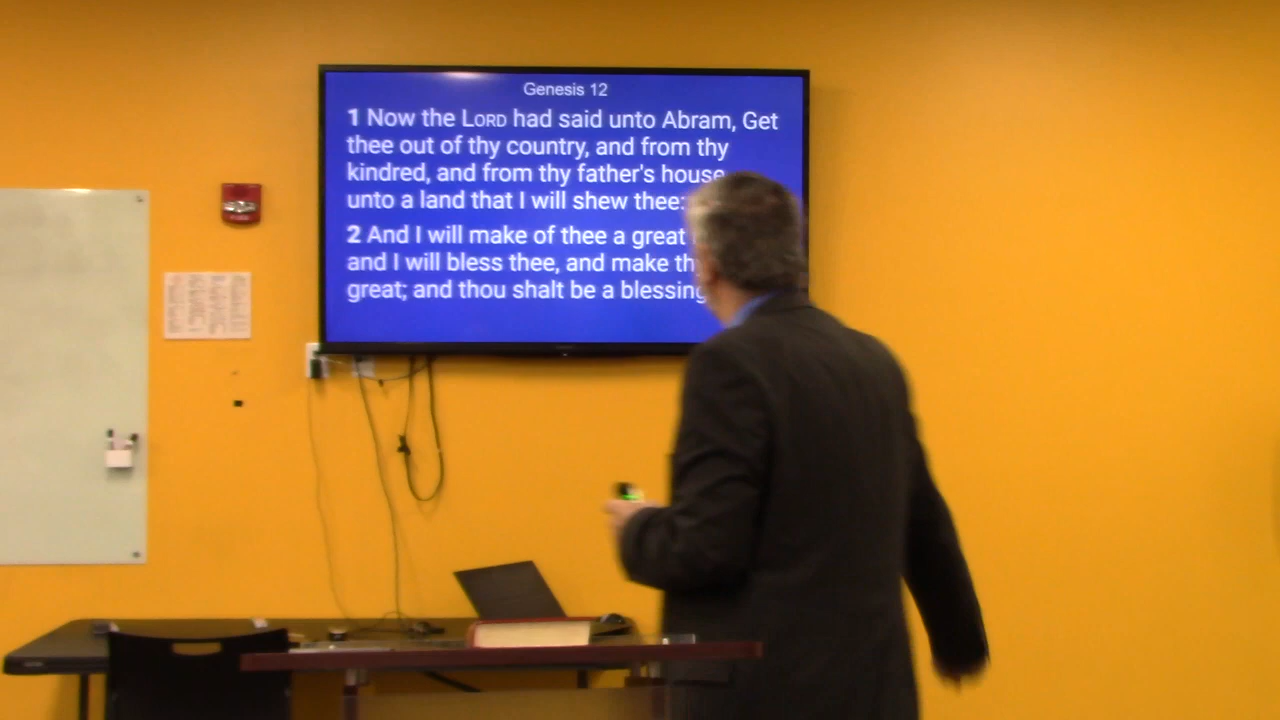 Genesis 12
1 Now the LORD had said unto Abram, Get
thee out of thy country, and from thy
kindred, and from thy father's house
unto a land that I will shew thee:
2 And I will make of thee a great
and I will bless thee, and make
great; and thou shalt be a blessing